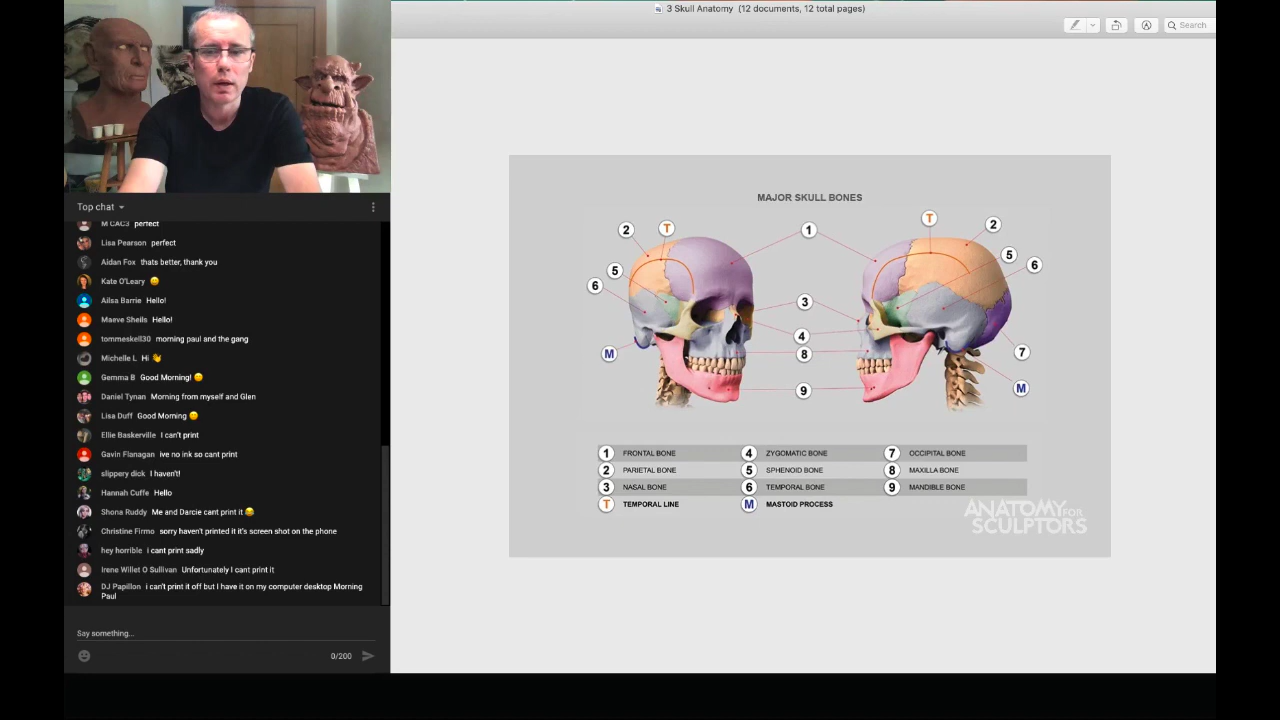 3 Skull Anatomy (12 documents, 12 total pages)
Search
Top chat
M CAC3 perfect
Lisa Pearson perfect
Aidan Fox thats better, thank you
Kate O'Leary 😀
Ailsa Barrie Hello!
Maeve Sheils Hello!
tommeskell30 morning paul and the gang
Michelle L Hi 👋
Gemma B Good Morning! 😊
Daniel Tynan Morning from myself and Glen
Lisa Duff Good Morning 😊
Ellie Baskerville I can't print
Gavin Flanagan ive no ink so cant print
slippery dick I haven't!
Hannah Cuffe Hello
Shona Ruddy Me and Darcie cant print it 😂
Christine Firmo sorry haven't printed it it's screen shot on the phone
hey horrible I cant print sadly
Irene Willet O Sullivan Unfortunately I cant print it
DJ Papillon i can't print it off but I have it on my computer desktop Morning
Paul
Say something...
0/200
MAJOR SKULL BONES
2 T 1 T 2
5 5
6 6
3
4
M 8 7
9 M
1 FRONTAL BONE 4 ZYGOMATIC BONE 7 OCCIPITAL BONE
2 PARIETAL BONE 5 SPHENOID BONE 8 MAXILLA BONE
3 NASAL BONE 6 TEMPORAL BONE 9 MANDIBLE BONE
T TEMPORAL LINE M MASTOID PROCESS
ANATOMY FOR
SCULPTORS